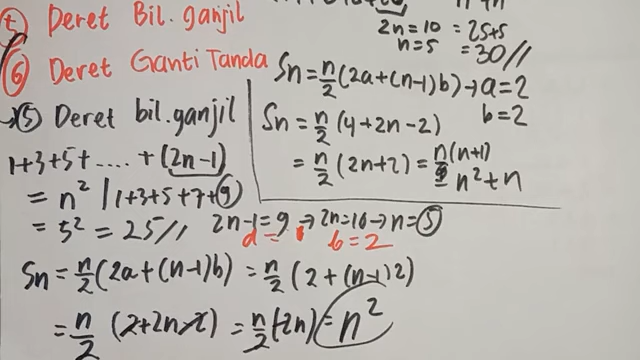 ⑤ Deret Bil. ganjil
⑥ Deret Ganti Tanda
2n=10 = 25+5
n=5 = 30//
Sn = n/2 (2a+(n-1)b) → a=2
b=2
Sn = n/2 (4+2n-2)
= n/2 (2n+2) = n(n+1)
= n²+n
→⑤ Deret bil. ganjil
1+3+5+ .... + (2n-1)
= n² | 1+3+5+7+9
= 5² = 25// 2n-1=9 → 2n=10 → n=5
b=2
Sn = n/2 (2a+(n-1)b) = n/2 (2+(n-1)2)
= n/2 (2+2n-2) = n/2 (2n) = n²